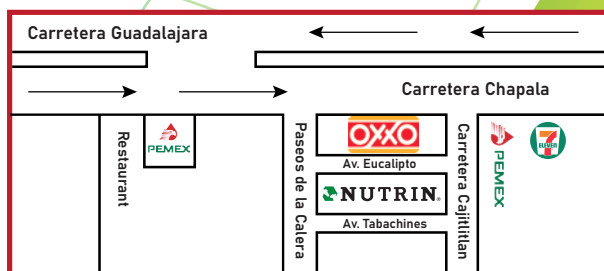 Carretera Guadalajara
Carretera Chapala
Restaurant
PEMEX
Paseos de la Calera
OXXO
Av. Eucalipto
NUTRIN®
Av. Tabachines
Carretera Cajitlitlan
PEMEX
7
ELEVEN